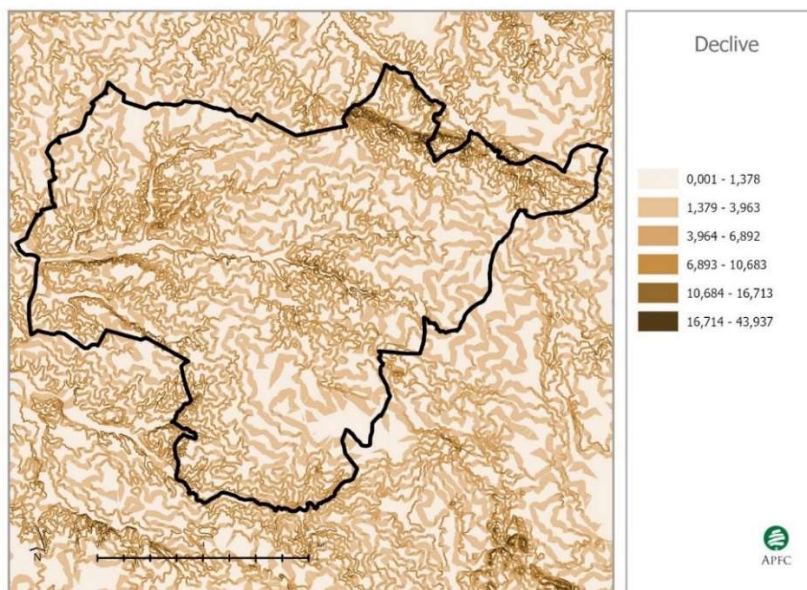 Declive
0,001 - 1,378
1,379 - 3,963
3,964 - 6,892
6,893 - 10,683
10,684 - 16,713
16,714 - 43,937
N
APFC